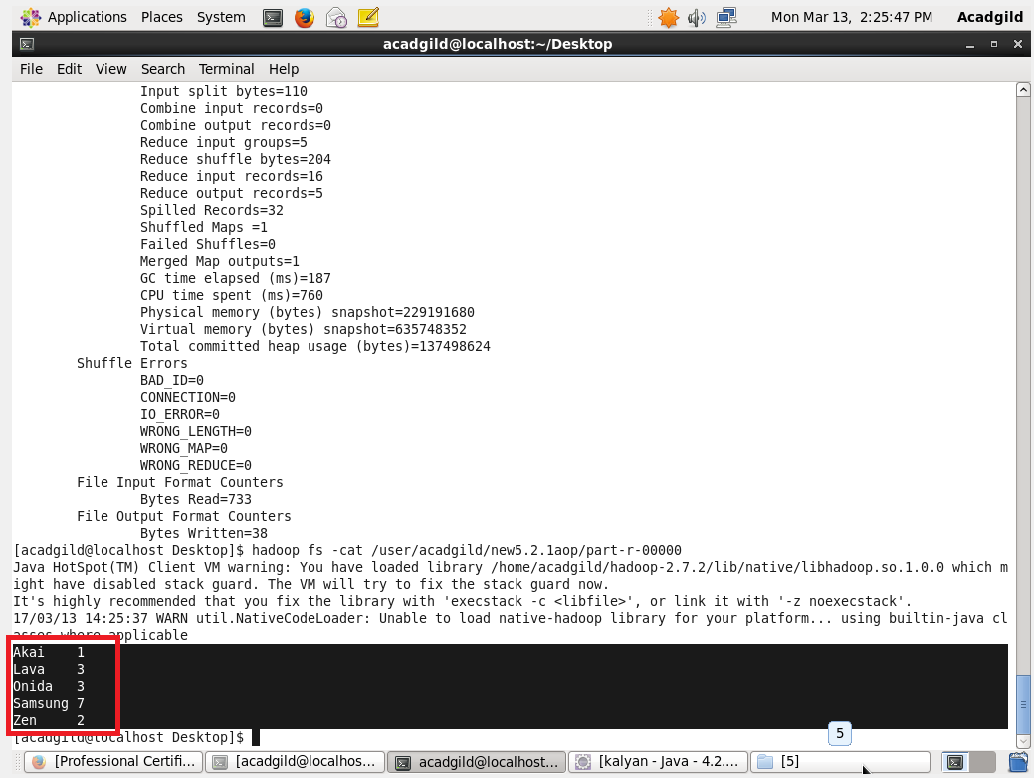 Applications Places System Mon Mar 13, 2:25:47 PM Acadgild
acadgild@localhost:~/Desktop
File Edit View Search Terminal Help
Input split bytes=110
Combine input records=0
Combine output records=0
Reduce input groups=5
Reduce shuffle bytes=204
Reduce input records=16
Reduce output records=5
Spilled Records=32
Shuffled Maps =1
Failed Shuffles=0
Merged Map outputs=1
GC time elapsed (ms)=187
CPU time spent (ms)=760
Physical memory (bytes) snapshot=229191680
Virtual memory (bytes) snapshot=635748352
Total committed heap usage (bytes)=137498624
Shuffle Errors
BAD_ID=0
CONNECTION=0
IO_ERROR=0
WRONG_LENGTH=0
WRONG_MAP=0
WRONG_REDUCE=0
File Input Format Counters
Bytes Read=733
File Output Format Counters
Bytes Written=38
[acadgild@localhost Desktop]$ hadoop fs -cat /user/acadgild/new5.2.1aop/part-r-00000
Java HotSpot(TM) Client VM warning: You have loaded library /home/acadgild/hadoop-2.7.2/lib/native/libhadoop.so.1.0.0 which m
ight have disabled stack guard. The VM will try to fix the stack guard now.
It's highly recommended that you fix the library with 'execstack -c <libfile>', or link it with '-z noexecstack'.
17/03/13 14:25:37 WARN util.NativeCodeLoader: Unable to load native-hadoop library for your platform... using builtin-java cl
asses where applicable
Akai 1
Lava 3
Onida 3
Samsung 7
Zen 2
[acadgild@localhost Desktop]$
5
[Professional Certifi... [acadgild@localhos... acadgild@localhost:... [kalyan - Java - 4.2.... [5]